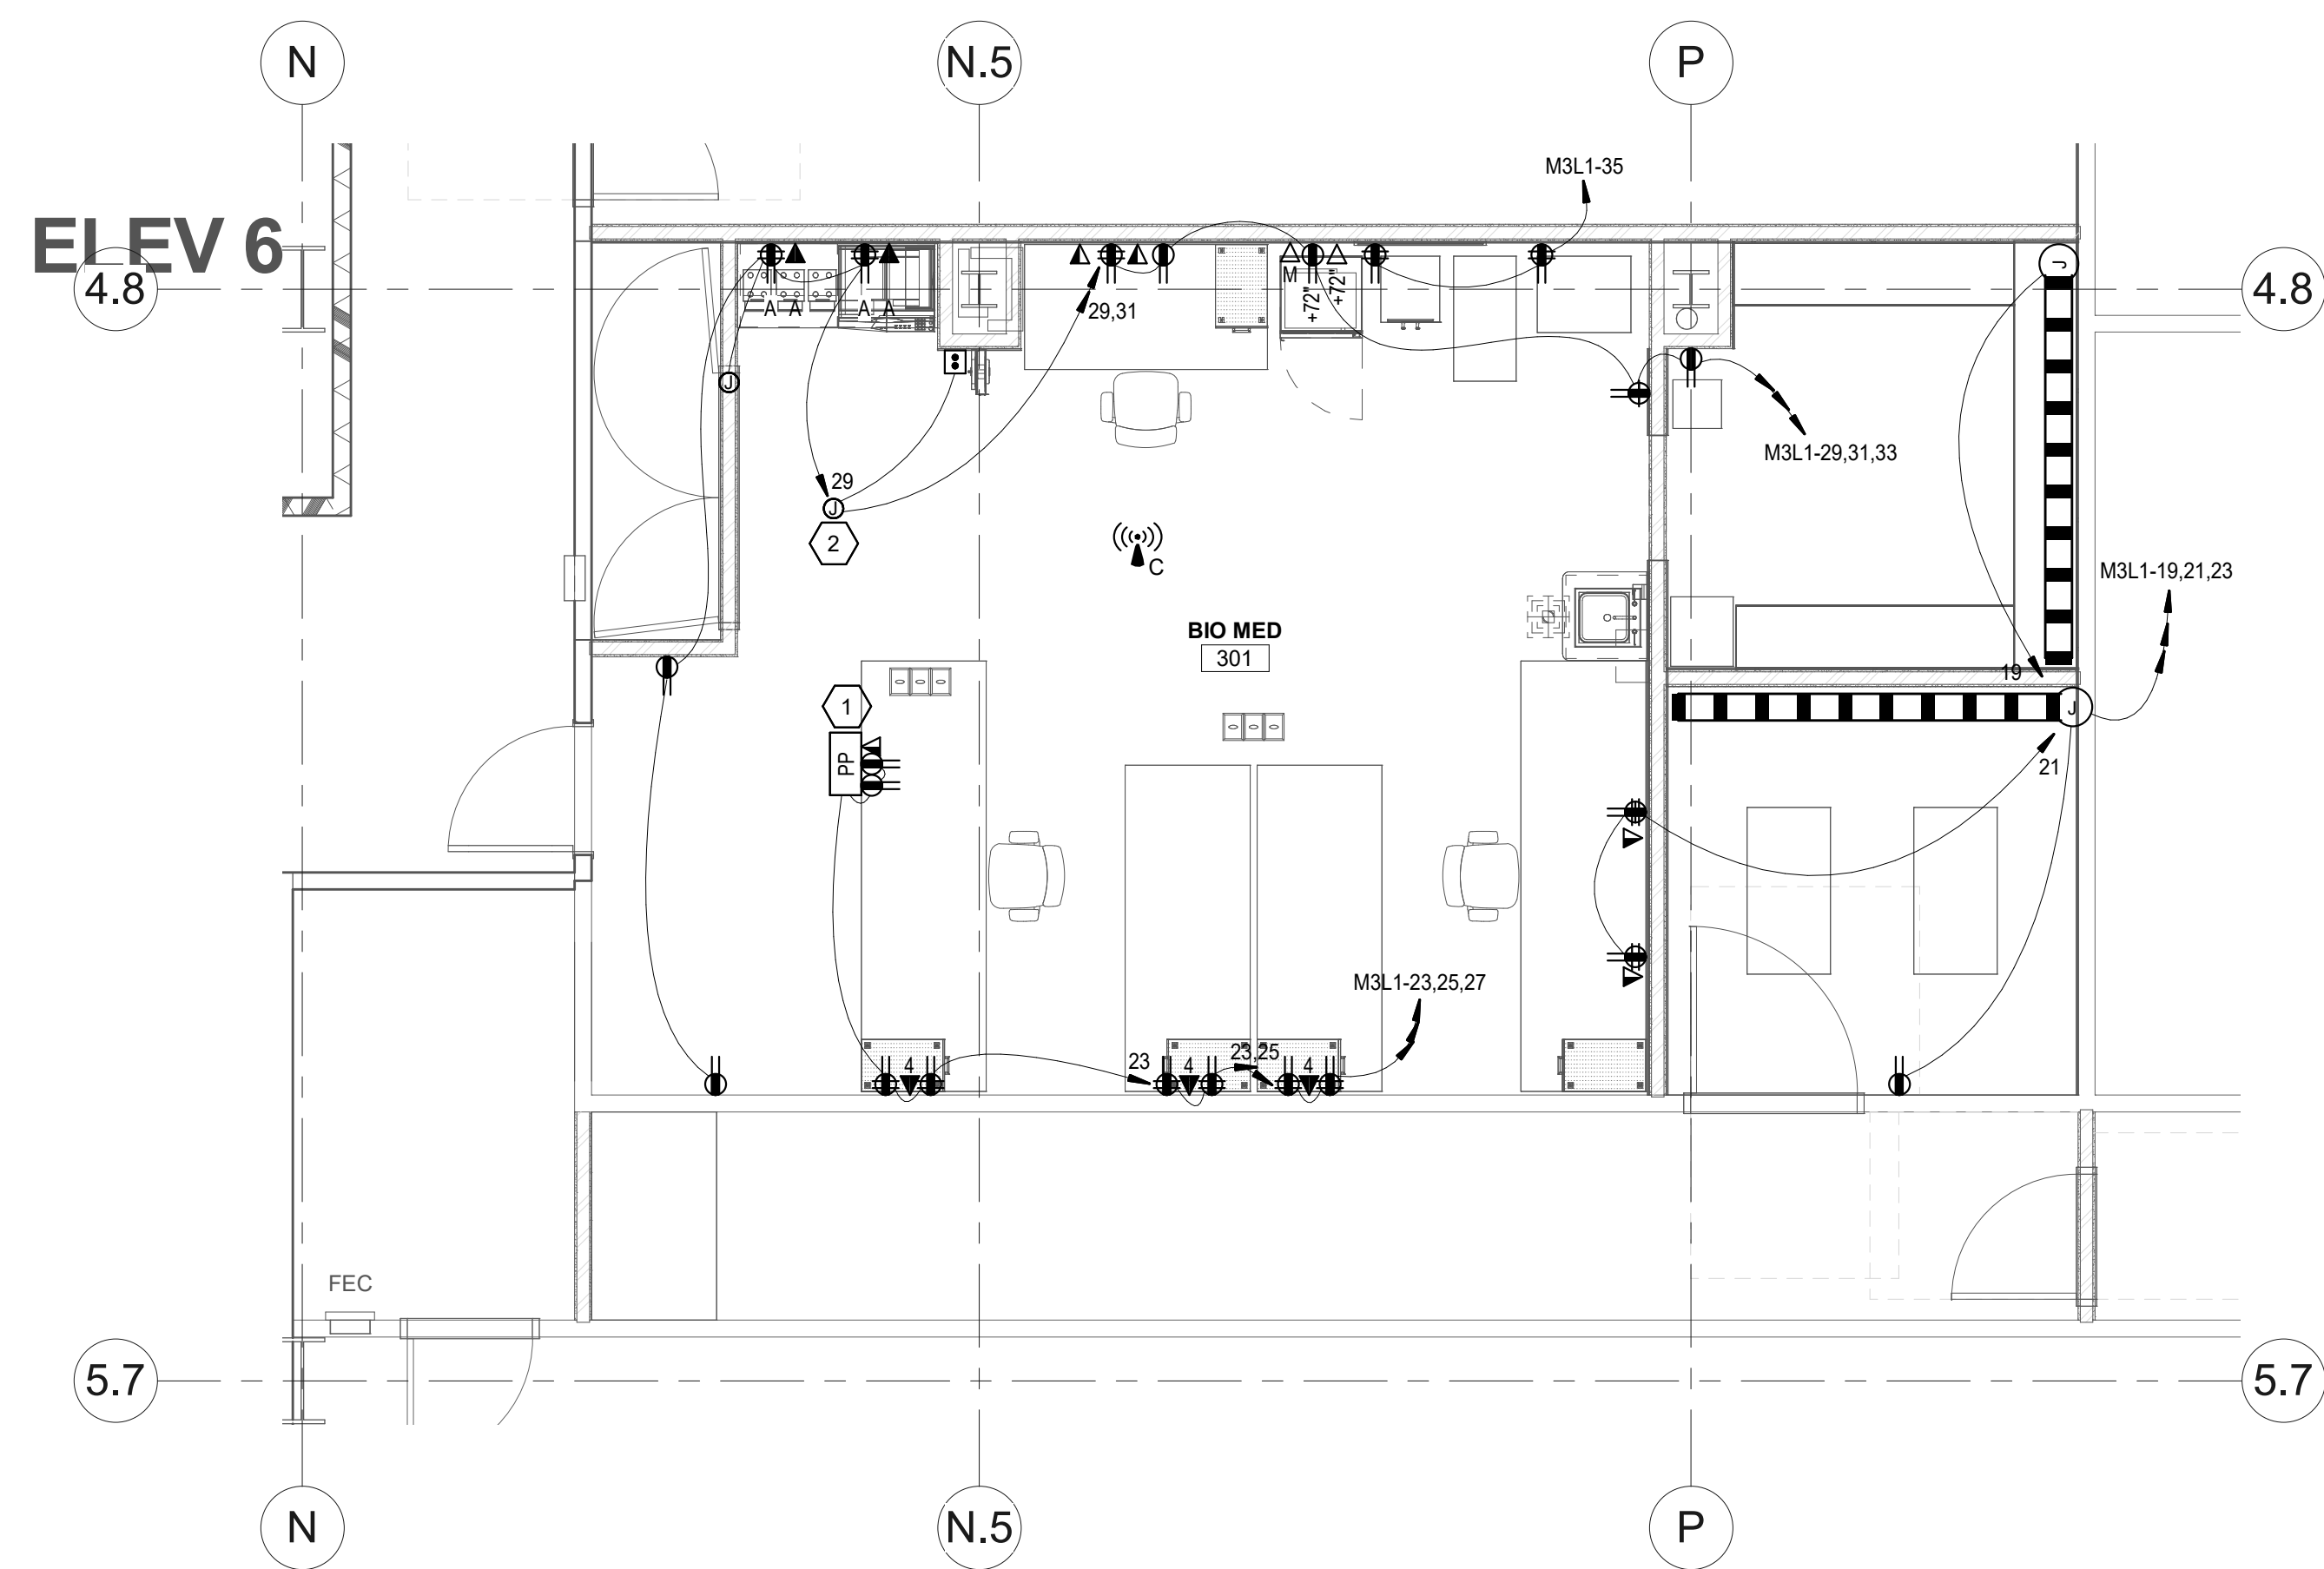 N
N.5
P
M3L1-35
ELEV 6
4.8
4.8
J
M
+72"
+72"
A
A
A
A
29,31
J
M3L1-29,31,33
29
J
2
C
M3L1-19,21,23
BIO MED
301
19
1
J
PP
21
M3L1-23,25,27
23
4
4
23,25
4
FEC
5.7
5.7
N
N.5
P